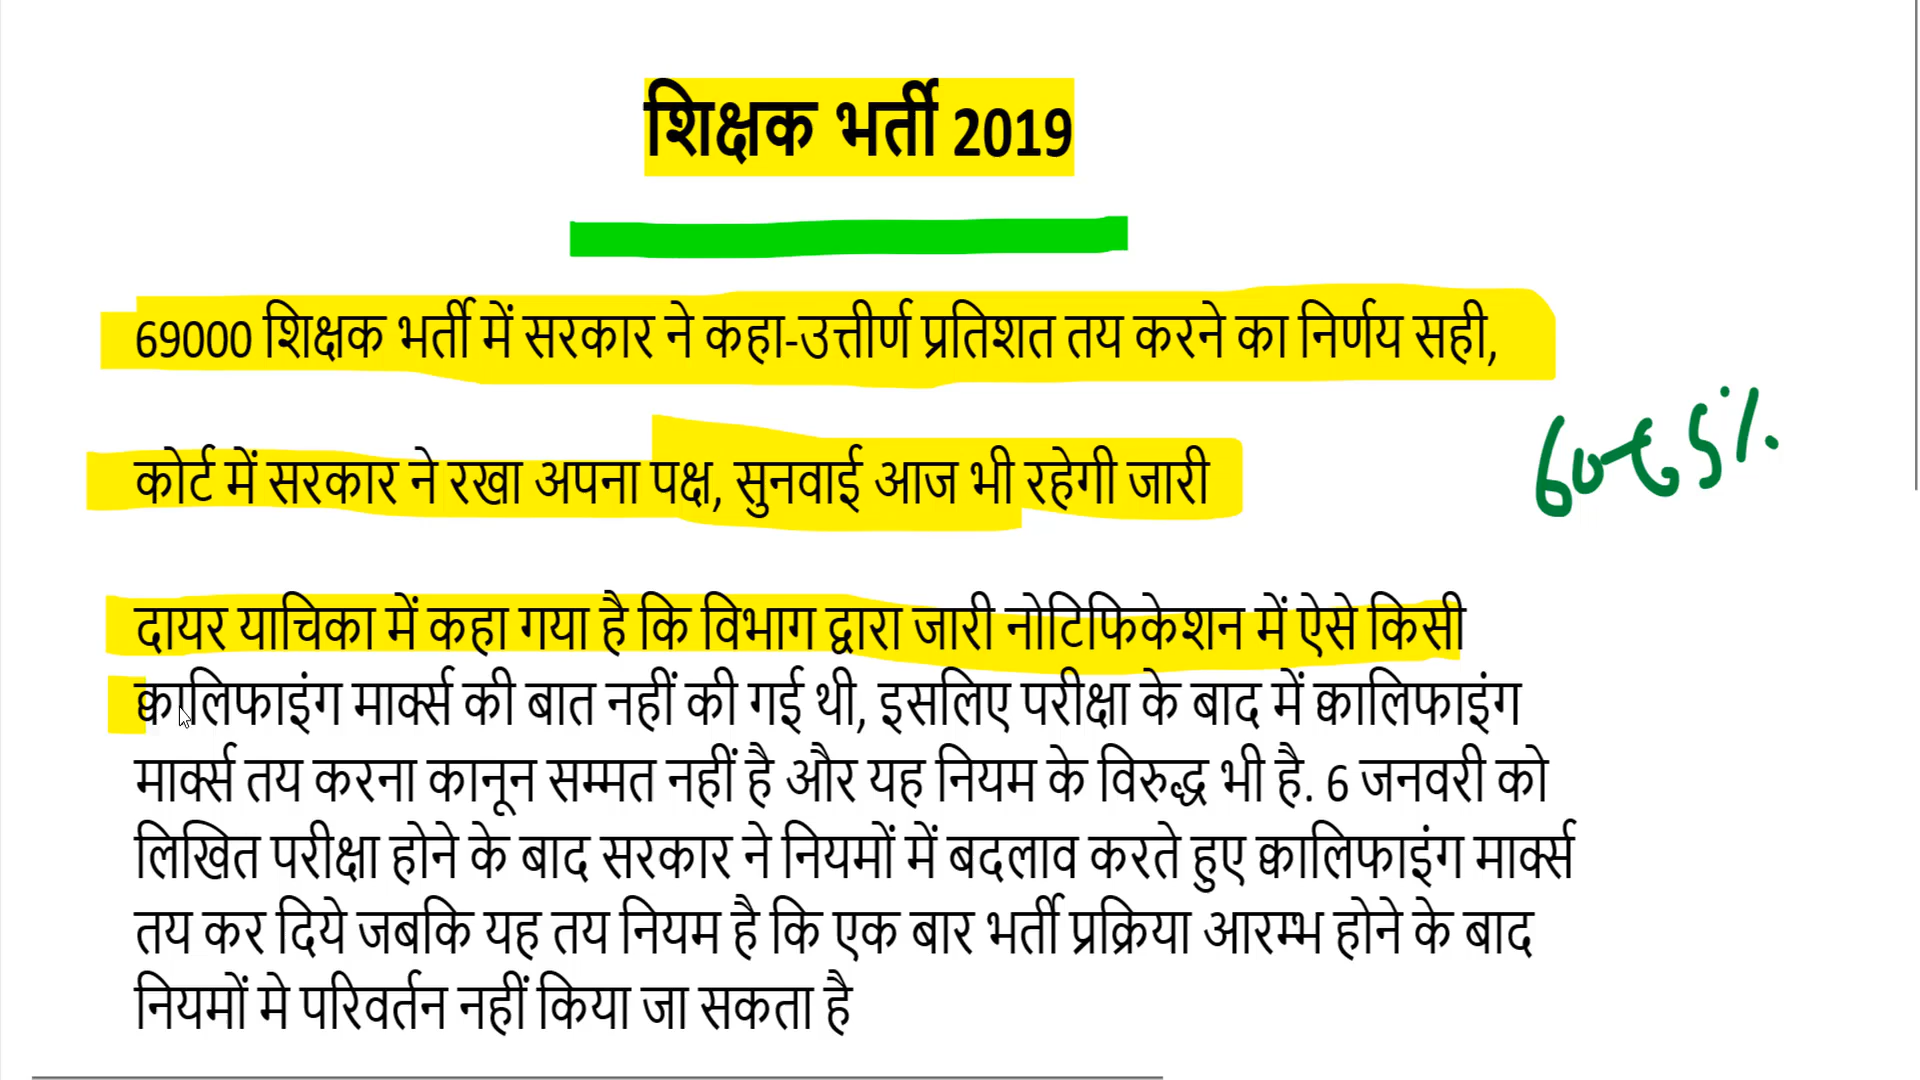 शिक्षक भर्ती 2019
69000 शिक्षक भर्ती में सरकार ने कहा-उत्तीर्ण प्रतिशत तय करने का निर्णय सही,
कोर्ट में सरकार ने रखा अपना पक्ष, सुनवाई आज भी रहेगी जारी
60-65%
दायर याचिका में कहा गया है कि विभाग द्वारा जारी नोटिफिकेशन में ऐसे किसी
क्वालिफाइंग मार्क्स की बात नहीं की गई थी, इसलिए परीक्षा के बाद में क्वालिफाइंग
मार्क्स तय करना कानून सम्मत नहीं है और यह नियम के विरुद्ध भी है. 6 जनवरी को
लिखित परीक्षा होने के बाद सरकार ने नियमों में बदलाव करते हुए क्वालिफाइंग मार्क्स
तय कर दिये जबकि यह तय नियम है कि एक बार भर्ती प्रक्रिया आरम्भ होने के बाद
नियमों मे परिवर्तन नहीं किया जा सकता है